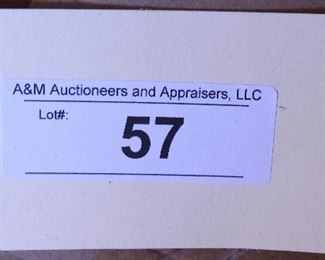 A&M Auctioneers and Appraisers, LLC
Lot#:
57